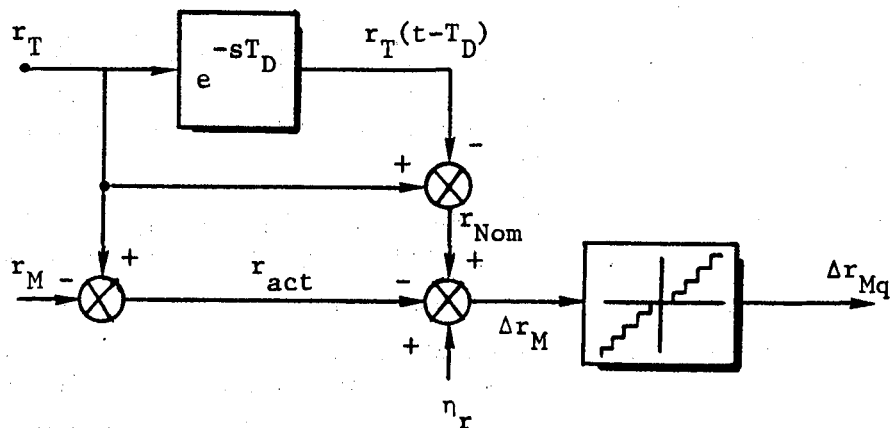 r_T
e^{-sT_D}
r_T(t-T_D)
-
+
r_Nom
+
r_M
-
+
r_act
-
+
Δr_M
Δr_Mq
η_r